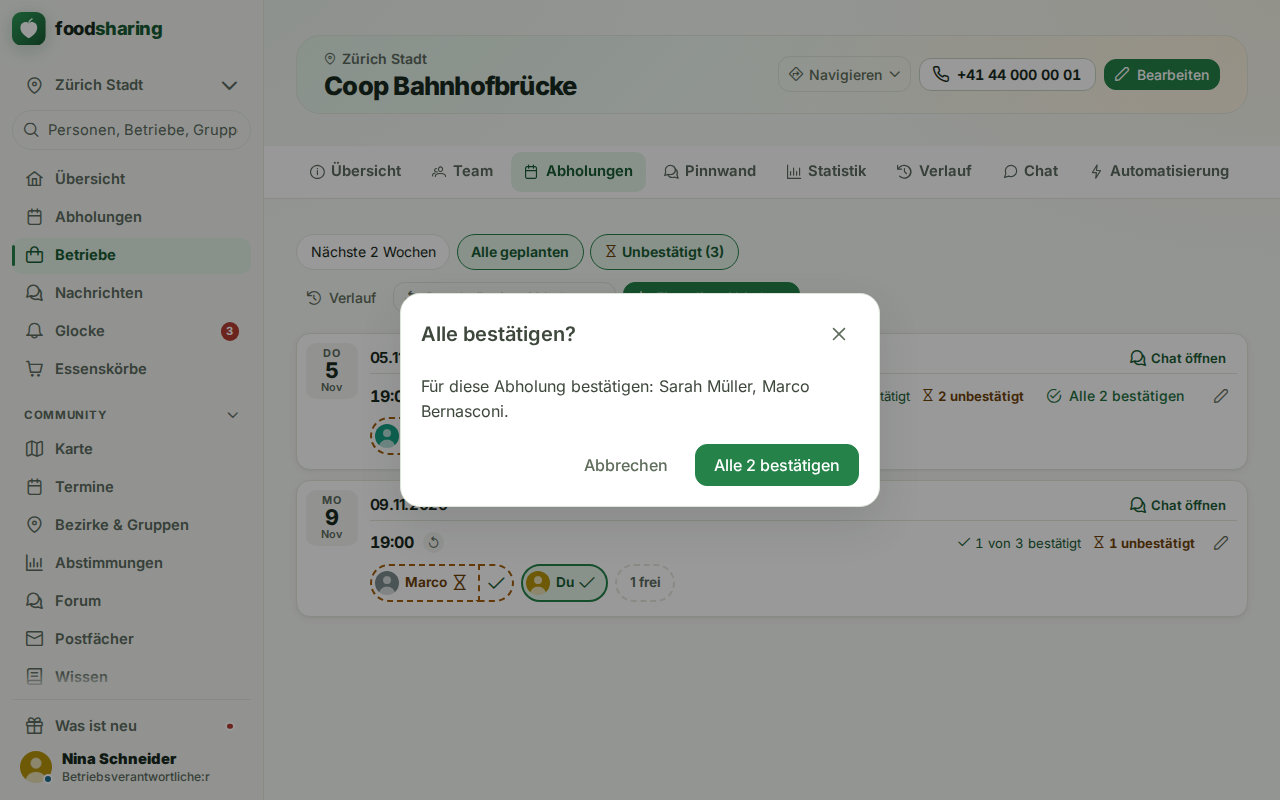 foodsharing
Zürich Stadt
Personen, Betriebe, Grupp
Übersicht
Abholungen
Betriebe
Nachrichten
Glocke
3
Essenskörbe
COMMUNITY
Karte
Termine
Bezirke & Gruppen
Abstimmungen
Forum
Postfächer
Wissen
Was ist neu
Nina Schneider
Betriebsverantwortliche:r
Zürich Stadt
Coop Bahnhofbrücke
Navigieren
+41 44 000 00 01
Bearbeiten
Übersicht
Team
Abholungen
Pinnwand
Statistik
Verlauf
Chat
Automatisierung
Nächste 2 Wochen
Alle geplanten
Unbestätigt (3)
Verlauf
Alle bestätigen?
Für diese Abholung bestätigen: Sarah Müller, Marco
Bernasconi.
Abbrechen
Alle 2 bestätigen
DO
5
Nov
Chat öffnen
2 unbestätigt
Alle 2 bestätigen
MO
9
Nov
09.11.2026
Chat öffnen
19:00
1 von 3 bestätigt
1 unbestätigt
Marco
Du
1 frei